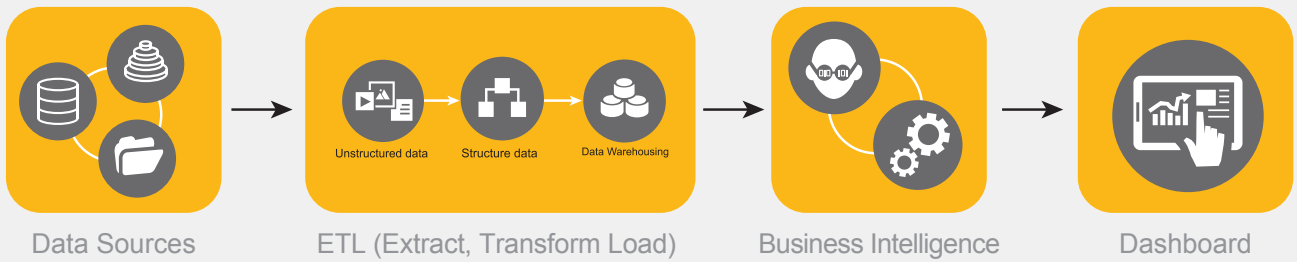 Unstructured data
Structure data
Data Warehousing
Data Sources
ETL (Extract, Transform Load)
Business Intelligence
Dashboard